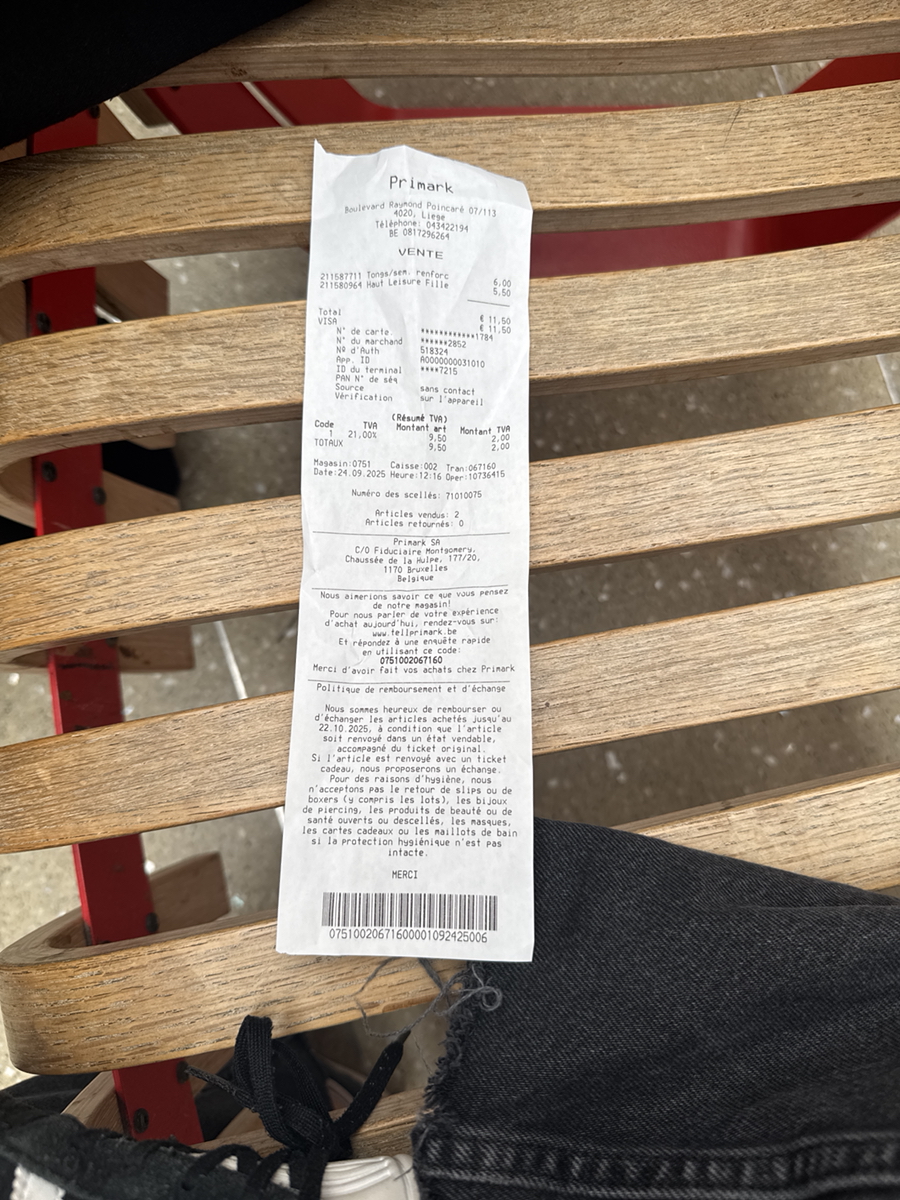 Primark
Boulevard Raymond Poincaré 07/113
4020, Liege
Téléphone: 043422194
BE 0817296264
VENTE
211587711 Tongs/sem. renforc 6,00
211580964 Haut Leisure Fille 5,50
Total € 11,50
VISA € 11,50
N° de carte ************1784
N° du marchand ******2852
Nº d'Auth 518324
App. ID A0000000031010
ID du terminal ****7215
PAN N° de séq
Source sans contact
Vérification sur l'appareil
(Résumé TVA)
Code TVA Montant art Montant TVA
1 21,00% 9,50 2,00
TOTAUX 9,50 2,00
Magasin:0751 Caisse:002 Tran:067160
Date:24.09.2025 Heure:12:16 Oper:10736415
Numéro des scellés: 71010075
Articles vendus: 2
Articles retournés: 0
Primark SA
C/O Fiduciaire Montgomery,
Chaussée de la Hulpe, 177/20,
1170 Bruxelles
Belgique
Nous aimerions savoir ce que vous pensez
de notre magasin!
Pour nous parler de votre expérience
d'achat aujourd'hui, rendez-vous sur:
www.tellprimark.be
Et répondez à une enquête rapide
en utilisant ce code:
0751002067160
Merci d'avoir fait vos achats chez Primark
Politique de remboursement et d'échange
Nous sommes heureux de rembourser ou
d'échanger les articles achetés jusqu'au
22.10.2025, à condition que l'article
soit renvoyé dans un état vendable,
accompagné du ticket original.
Si l'article est renvoyé avec un ticket
cadeau, nous proposerons un échange.
Pour des raisons d'hygiène, nous
n'acceptons pas le retour de slips ou de
boxers (y compris les lots), les bijoux
de piercing, les produits de beauté ou de
santé ouverts ou descellés, les masques,
les cartes cadeaux ou les maillots de bain
si la protection hygiénique n'est pas
intacte.
MERCI
07510020671600001092425006